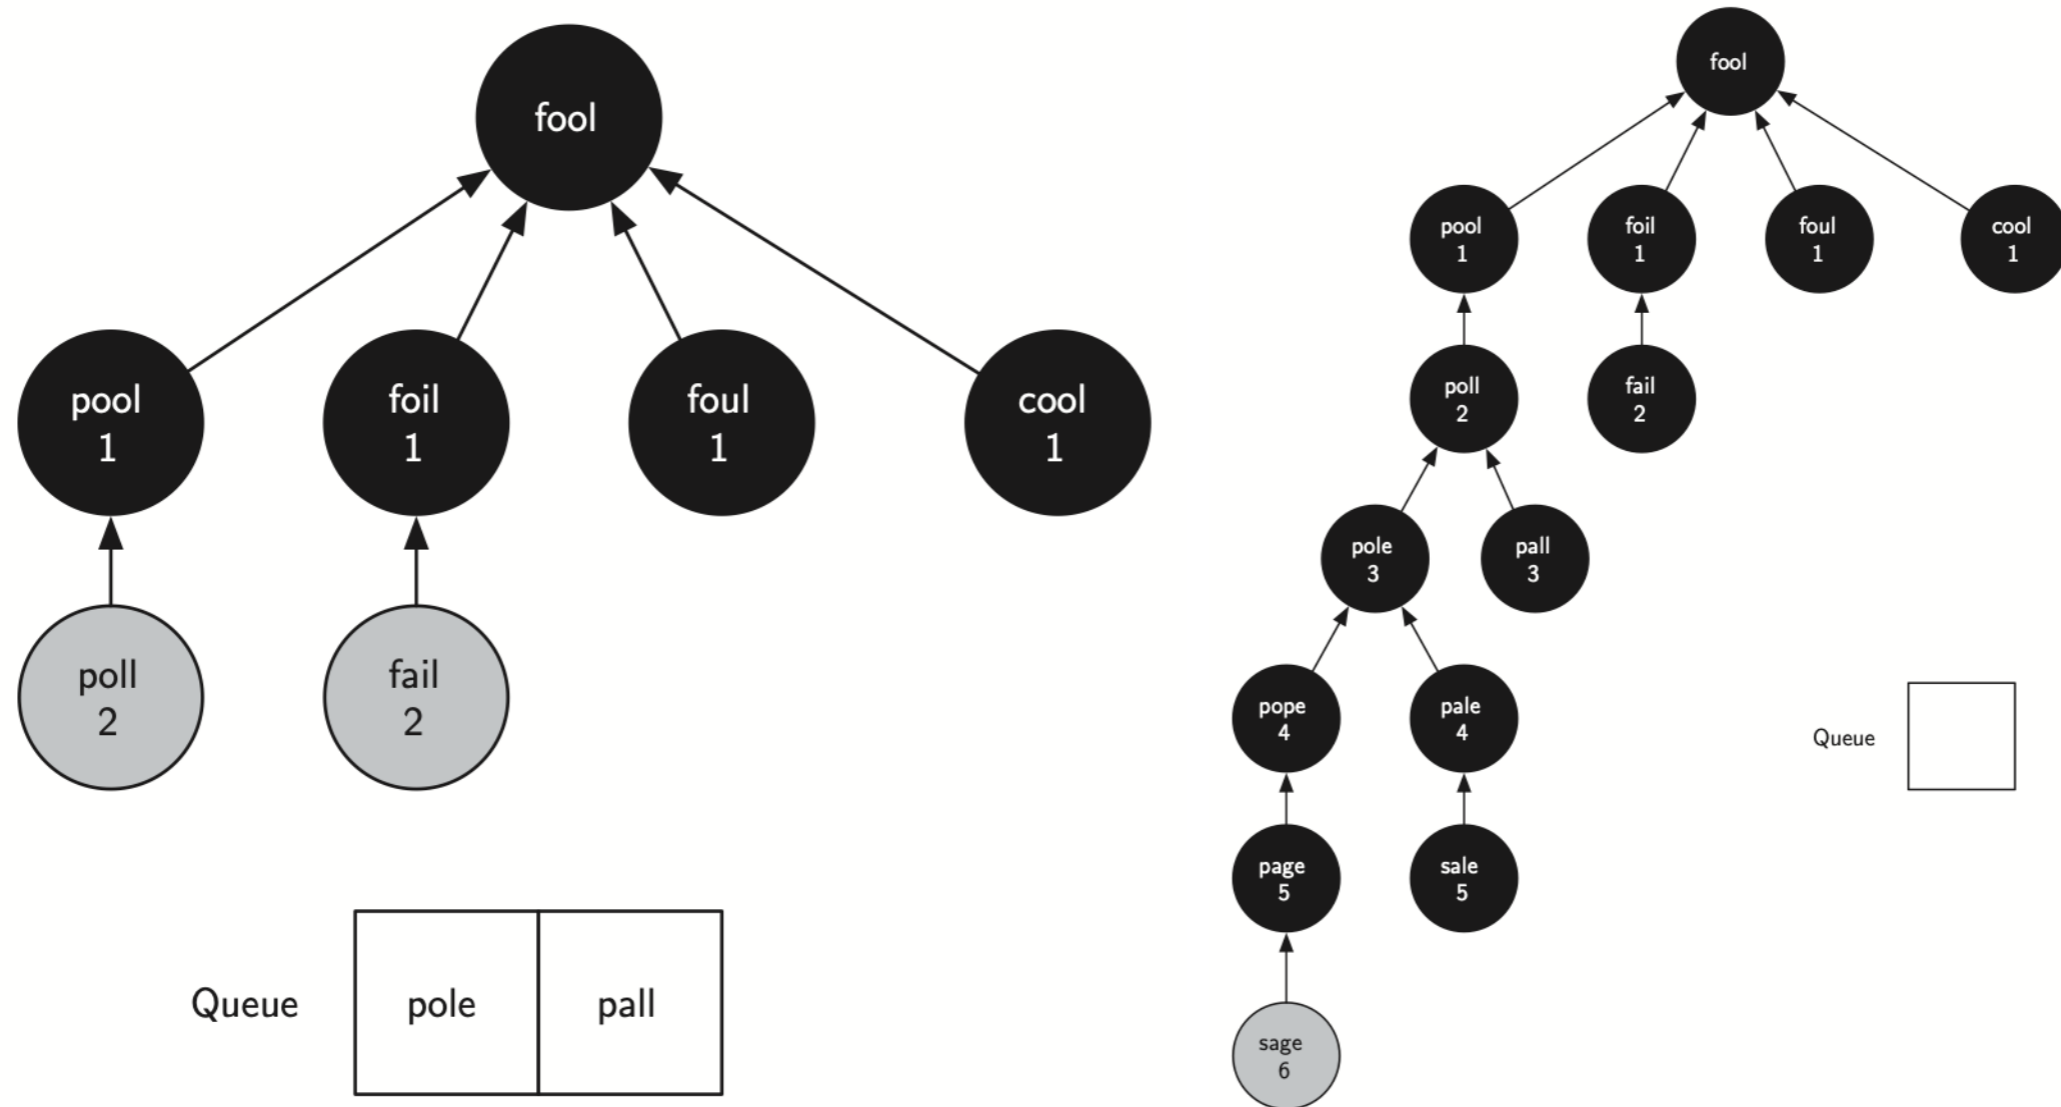 fool
pool
1
foil
1
foul
1
cool
1
poll
2
fail
2
Queue
pole
pall
fool
pool
1
foil
1
foul
1
cool
1
poll
2
fail
2
pole
3
pall
3
pope
4
pale
4
Queue
page
5
sale
5
sage
6